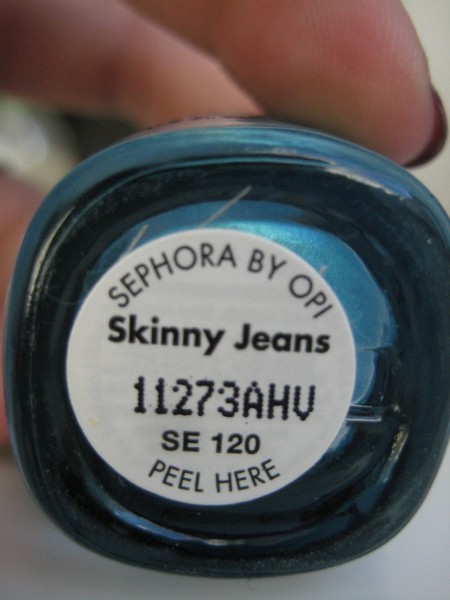 SEPHORA BY OPI
Skinny Jeans
11273AHV
SE 120
PEEL HERE